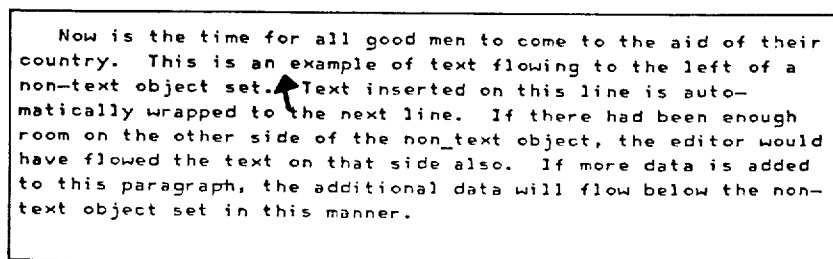 Now is the time for all good men to come to the aid of their
country. This is an example of text flowing to the left of a
non-text object set. Text inserted on this line is auto-
matically wrapped to the next line. If there had been enough
room on the other side of the non_text object, the editor would
have flowed the text on that side also. If more data is added
to this paragraph, the additional data will flow below the non-
text object set in this manner.